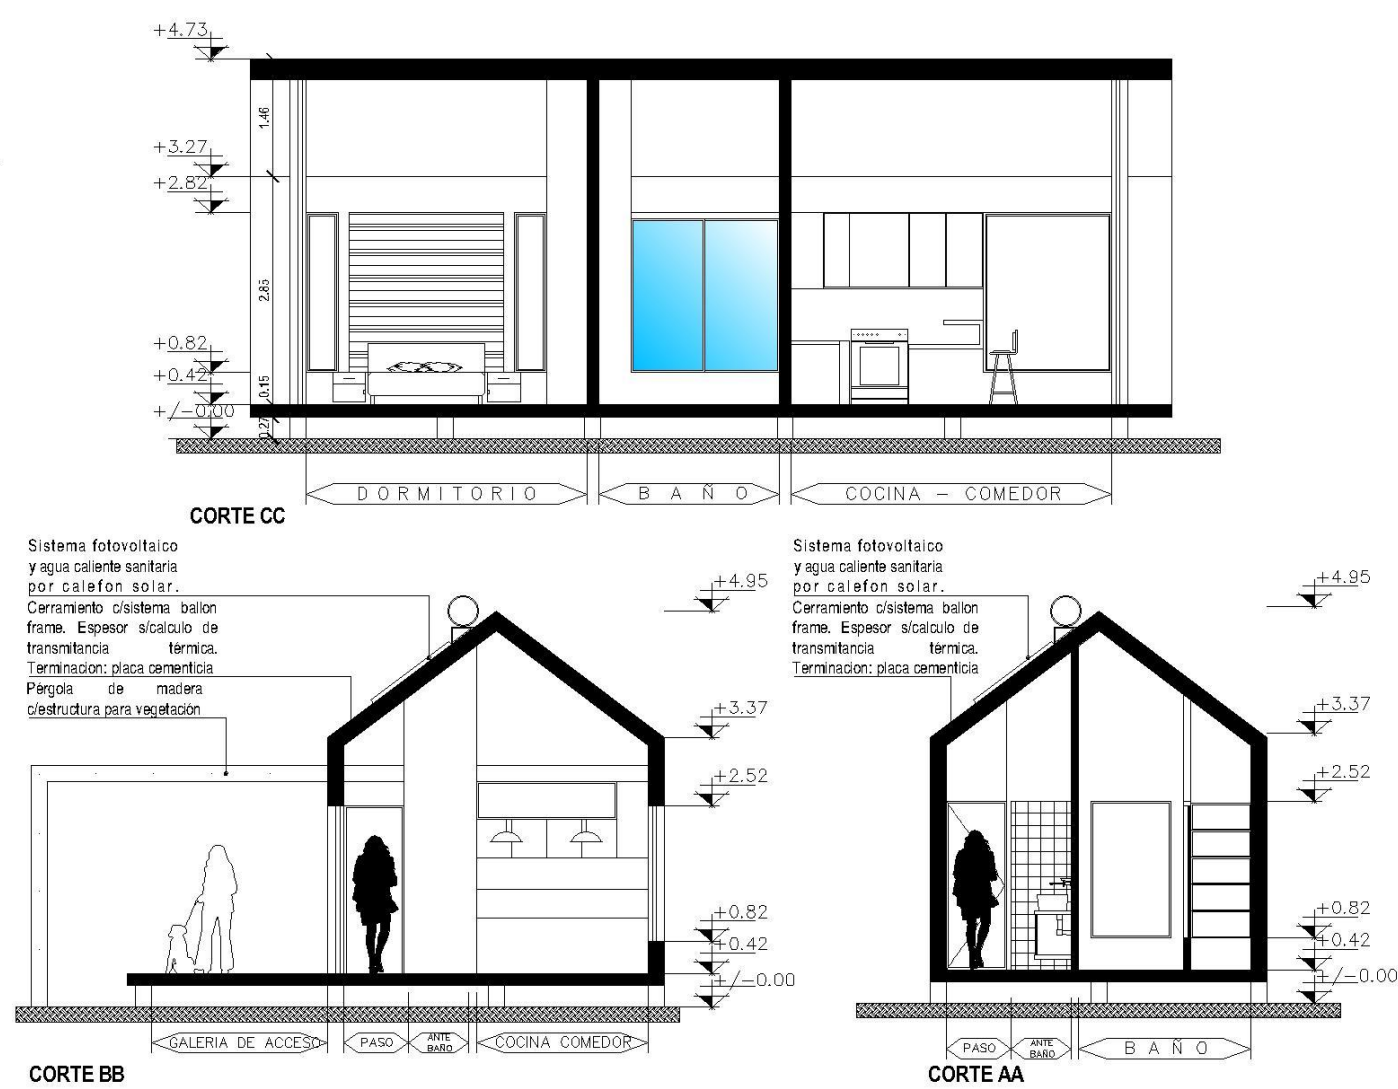 +4.73
1.46
+3.27
+2.82
2.85
+0.82
+0.42
0.15
+/-0.00
0.27
DORMITORIO
BAÑO
COCINA - COMEDOR
CORTE CC
Sistema fotovoltaico
y agua caliente sanitaria
por calefon solar.
Cerramiento c/sistema ballon
frame. Espesor s/calculo de
transmitancia térmica.
Terminacion: placa cementicia
Pérgola de madera
c/estructura para vegetación
+4.95
+3.37
+2.52
+0.82
+0.42
+/-0.00
GALERIA DE ACCESO
PASO
ANTE
BAÑO
COCINA COMEDOR
CORTE BB
Sistema fotovoltaico
y agua caliente sanitaria
por calefon solar.
Cerramiento c/sistema ballon
frame. Espesor s/calculo de
transmitancia térmica.
Terminacion: placa cementicia
+4.95
+3.37
+2.52
+0.82
+0.42
+/-0.00
PASO
ANTE
BAÑO
BAÑO
CORTE AA